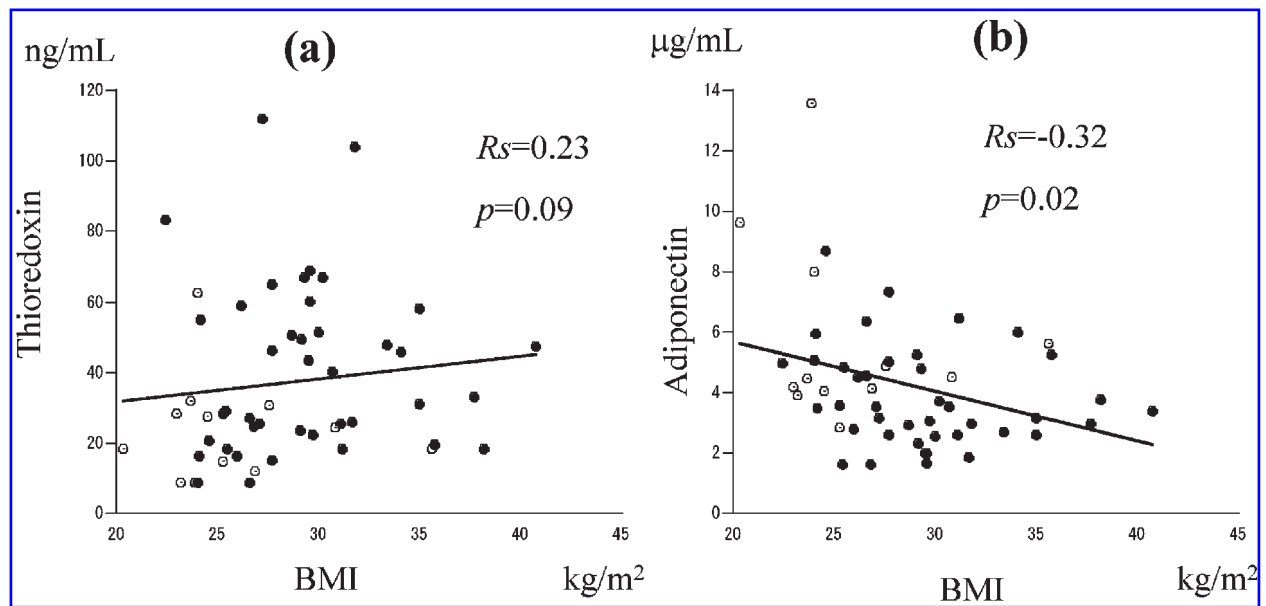 (a)
ng/mL
120
100
80
60
40
20
0
Thioredoxin
Rs=0.23
p=0.09
20 25 30 35 40 45
BMI kg/m²
(b)
μg/mL
14
12
10
8
6
4
2
0
Adiponectin
Rs=-0.32
p=0.02
20 25 30 35 40 45
BMI kg/m²